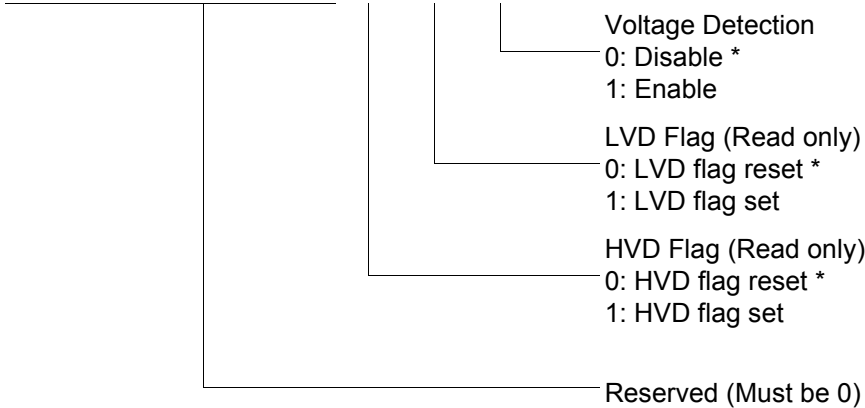 Voltage Detection
0: Disable *
1: Enable
LVD Flag (Read only)
0: LVD flag reset *
1: LVD flag set
HVD Flag (Read only)
0: HVD flag reset *
1: HVD flag set
Reserved (Must be 0)